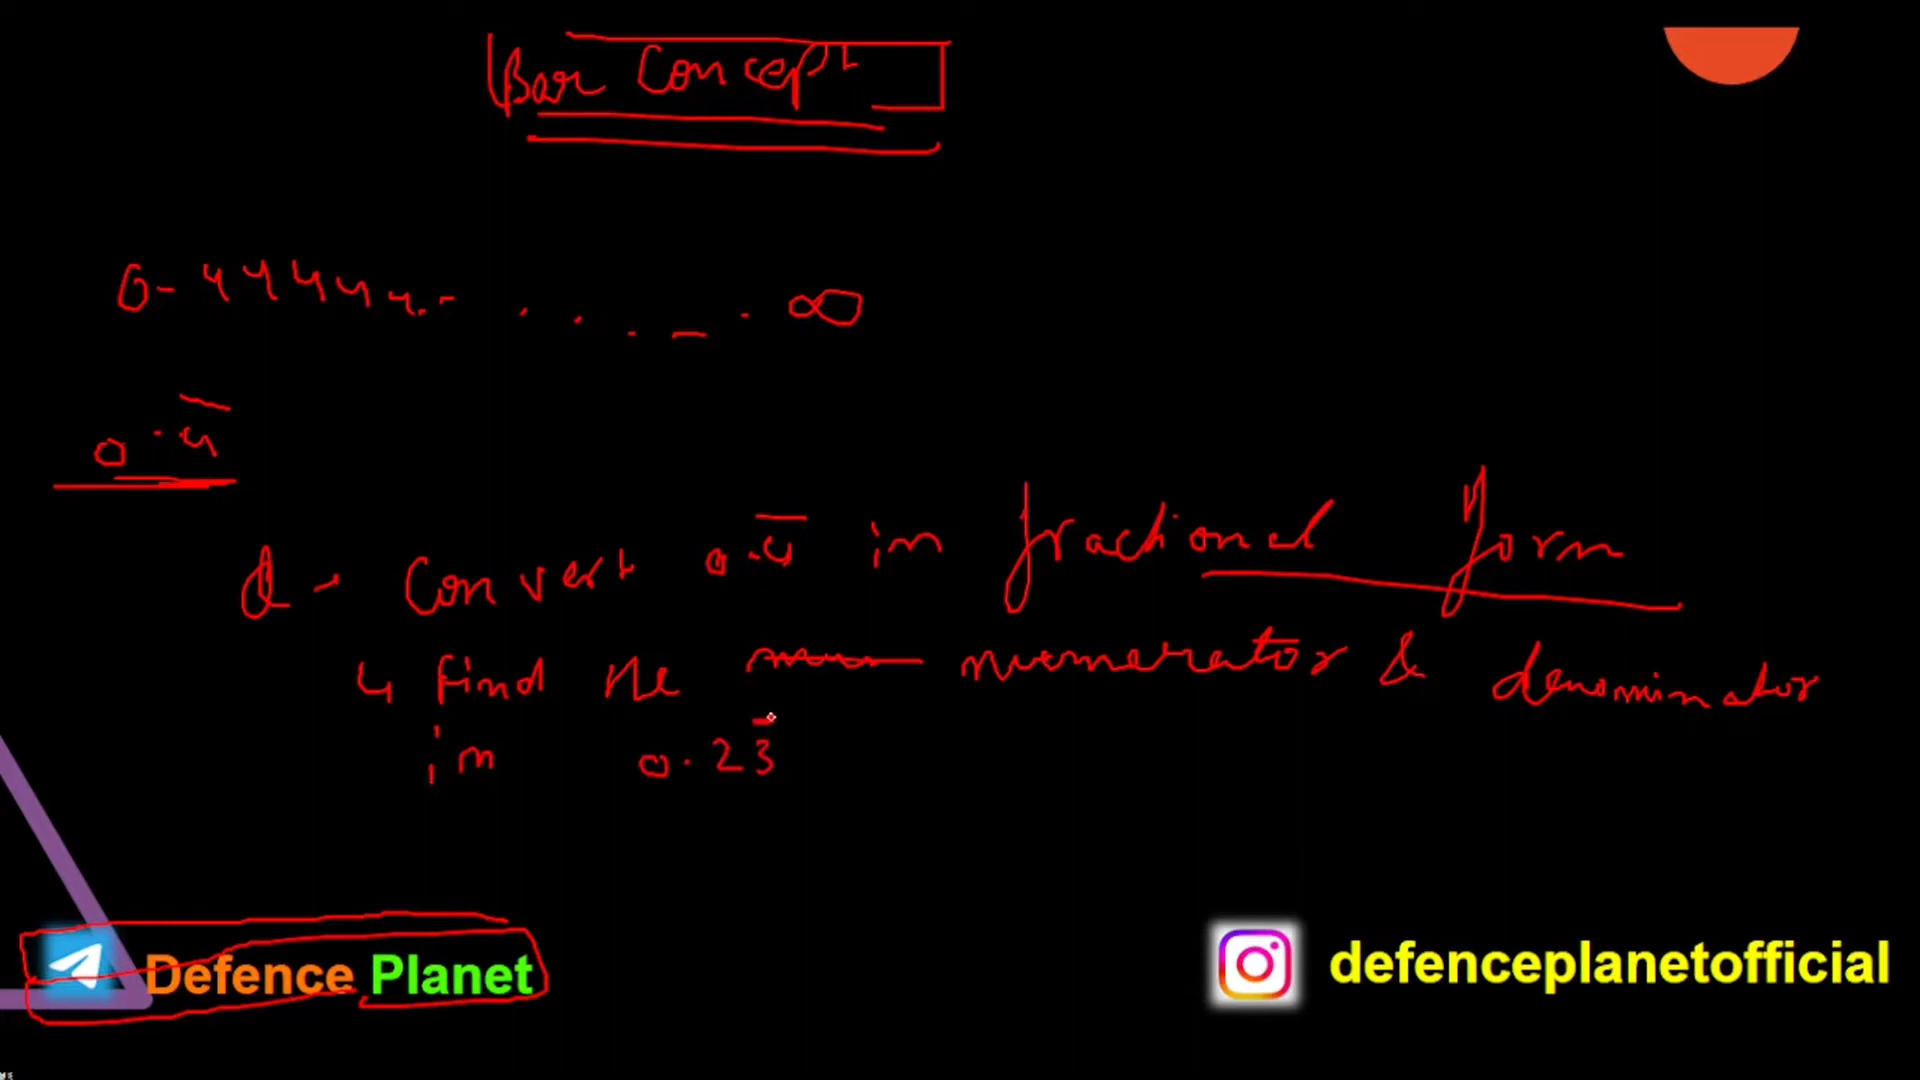 Bar Concept
0.44444.- . . . . - . ∞
0.4̅
Q - Convert 0.4̅ in fractional form
↳ find the numerator & denominator
in 0.23̅
Defence Planet
defenceplanetofficial